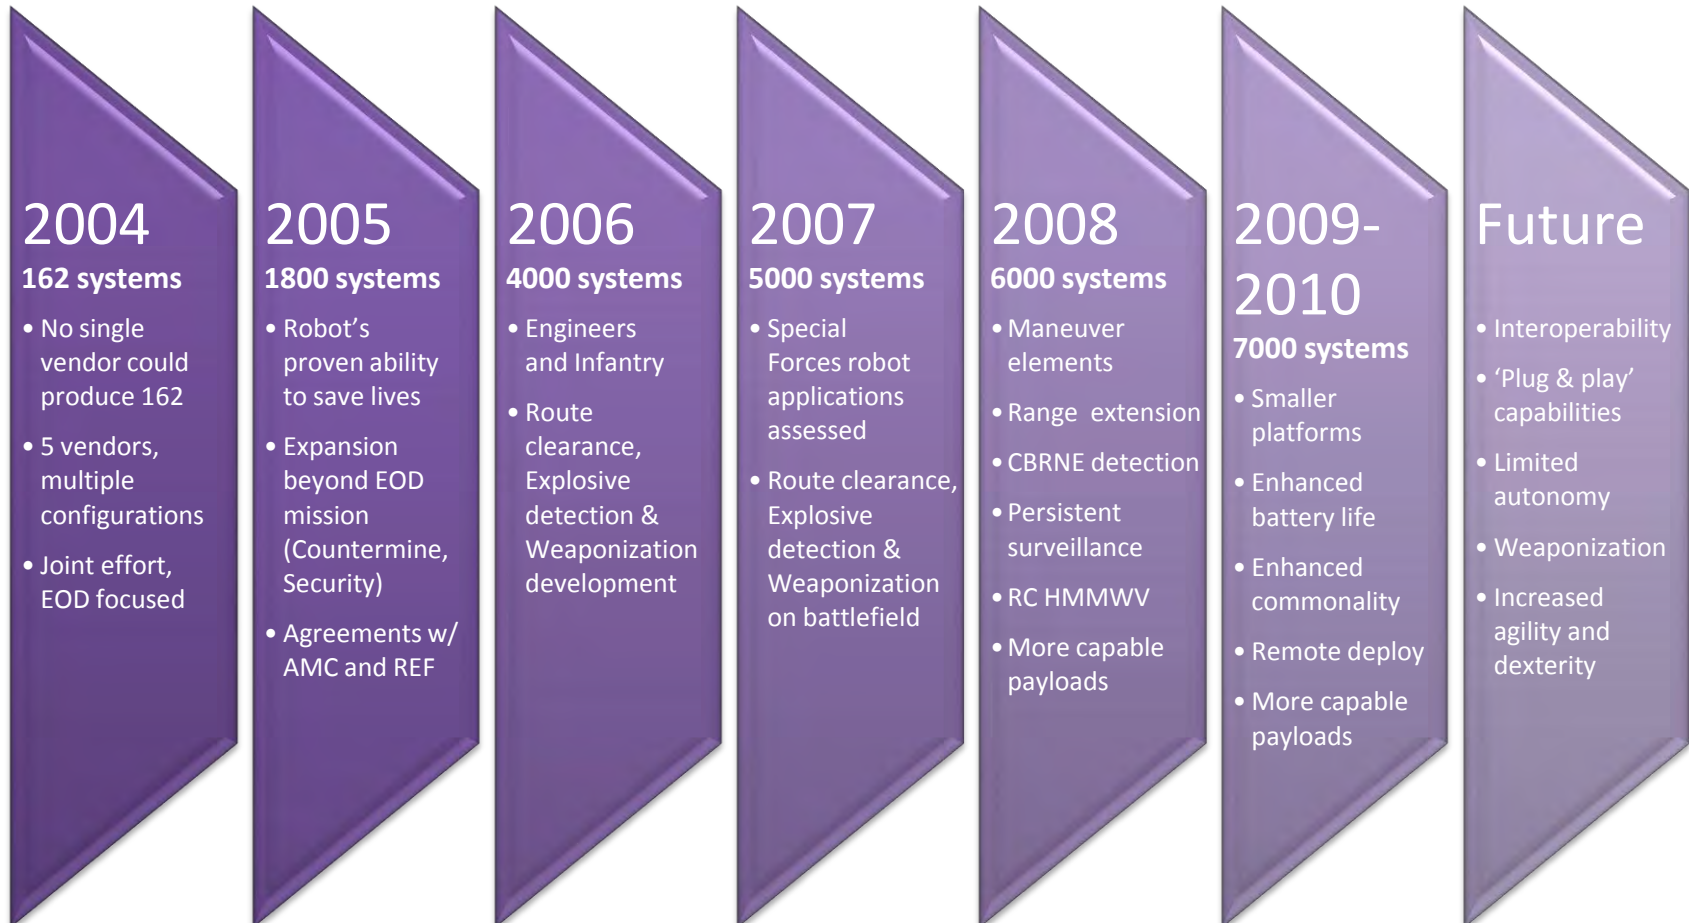 2004
162 systems
• No single
vendor could
produce 162
• 5 vendors,
multiple
configurations
• Joint effort,
EOD focused
2005
1800 systems
• Robot’s
proven ability
to save lives
• Expansion
beyond EOD
mission
(Countermine,
Security)
• Agreements w/
AMC and REF
2006
4000 systems
• Engineers
and Infantry
• Route
clearance,
Explosive
detection &
Weaponization
development
2007
5000 systems
• Special
Forces robot
applications
assessed
• Route clearance,
Explosive
detection &
Weaponization
on battlefield
2008
6000 systems
• Maneuver
elements
• Range extension
• CBRNE detection
• Persistent
surveillance
• RC HMMWV
• More capable
payloads
2009-
2010
7000 systems
• Smaller
platforms
• Enhanced
battery life
• Enhanced
commonality
• Remote deploy
• More capable
payloads
Future
• Interoperability
• ‘Plug & play’
capabilities
• Limited
autonomy
• Weaponization
• Increased
agility and
dexterity